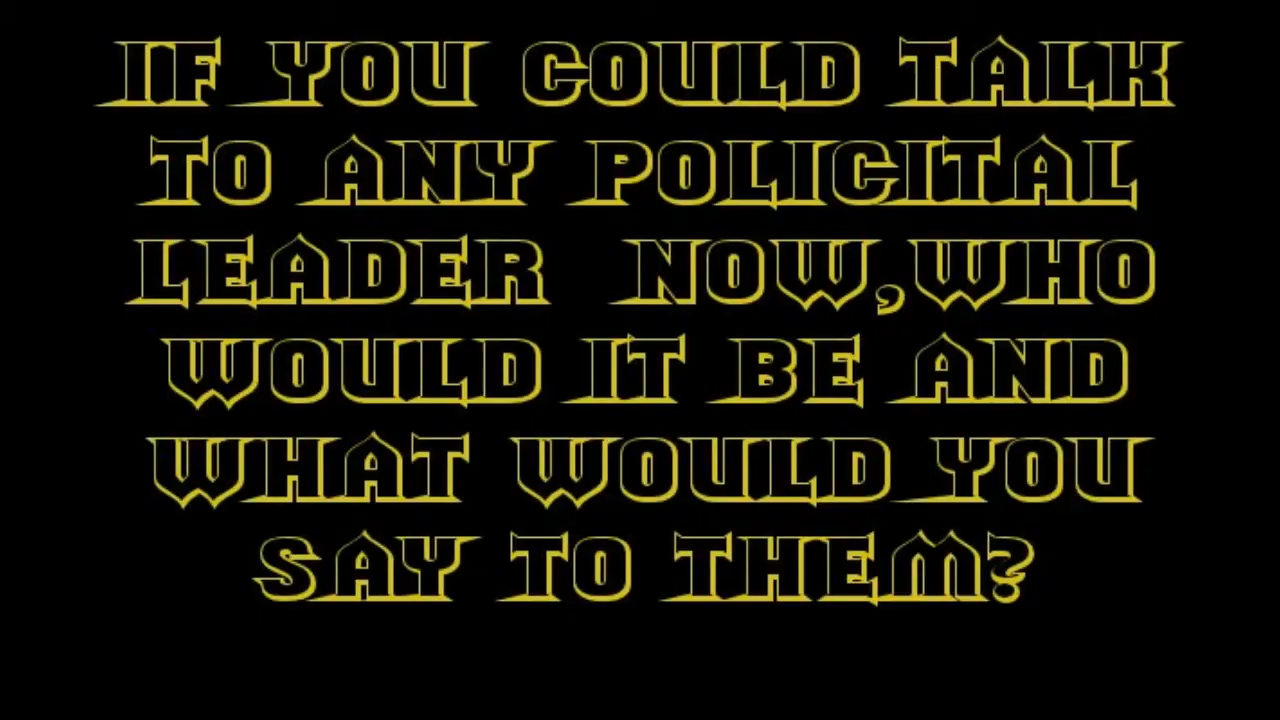 IF YOU COULD TALK
TO ANY POLICITAL
LEADER NOW,WHO
WOULD IT BE AND
WHAT WOULD YOU
SAY TO THEM?